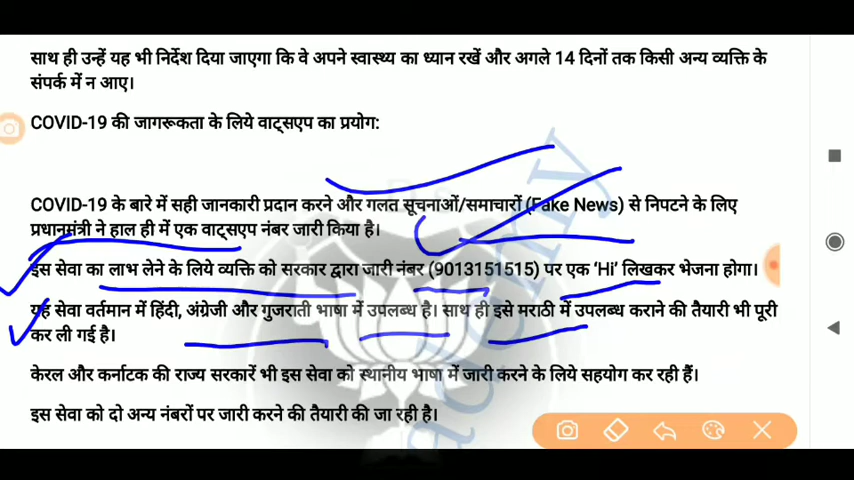 साथ ही उन्हें यह भी निर्देश दिया जाएगा कि वे अपने स्वास्थ्य का ध्यान रखें और अगले 14 दिनों तक किसी अन्य व्यक्ति के
संपर्क में न आए।
COVID-19 की जागरूकता के लिये वाट्सएप का प्रयोग:
COVID-19 के बारे में सही जानकारी प्रदान करने और गलत सूचनाओं/समाचारों (Fake News) से निपटने के लिए
प्रधानमंत्री ने हाल ही में एक वाट्सएप नंबर जारी किया है।
इस सेवा का लाभ लेने के लिये व्यक्ति को सरकार द्वारा जारी नंबर (9013151515) पर एक ‘Hi’ लिखकर भेजना होगा।
यह सेवा वर्तमान में हिंदी, अंग्रेजी और गुजराती भाषा में उपलब्ध है। साथ ही इसे मराठी में उपलब्ध कराने की तैयारी भी पूरी
कर ली गई है।
केरल और कर्नाटक की राज्य सरकारें भी इस सेवा को स्थानीय भाषा में जारी करने के लिये सहयोग कर रही हैं।
इस सेवा को दो अन्य नंबरों पर जारी करने की तैयारी की जा रही है।